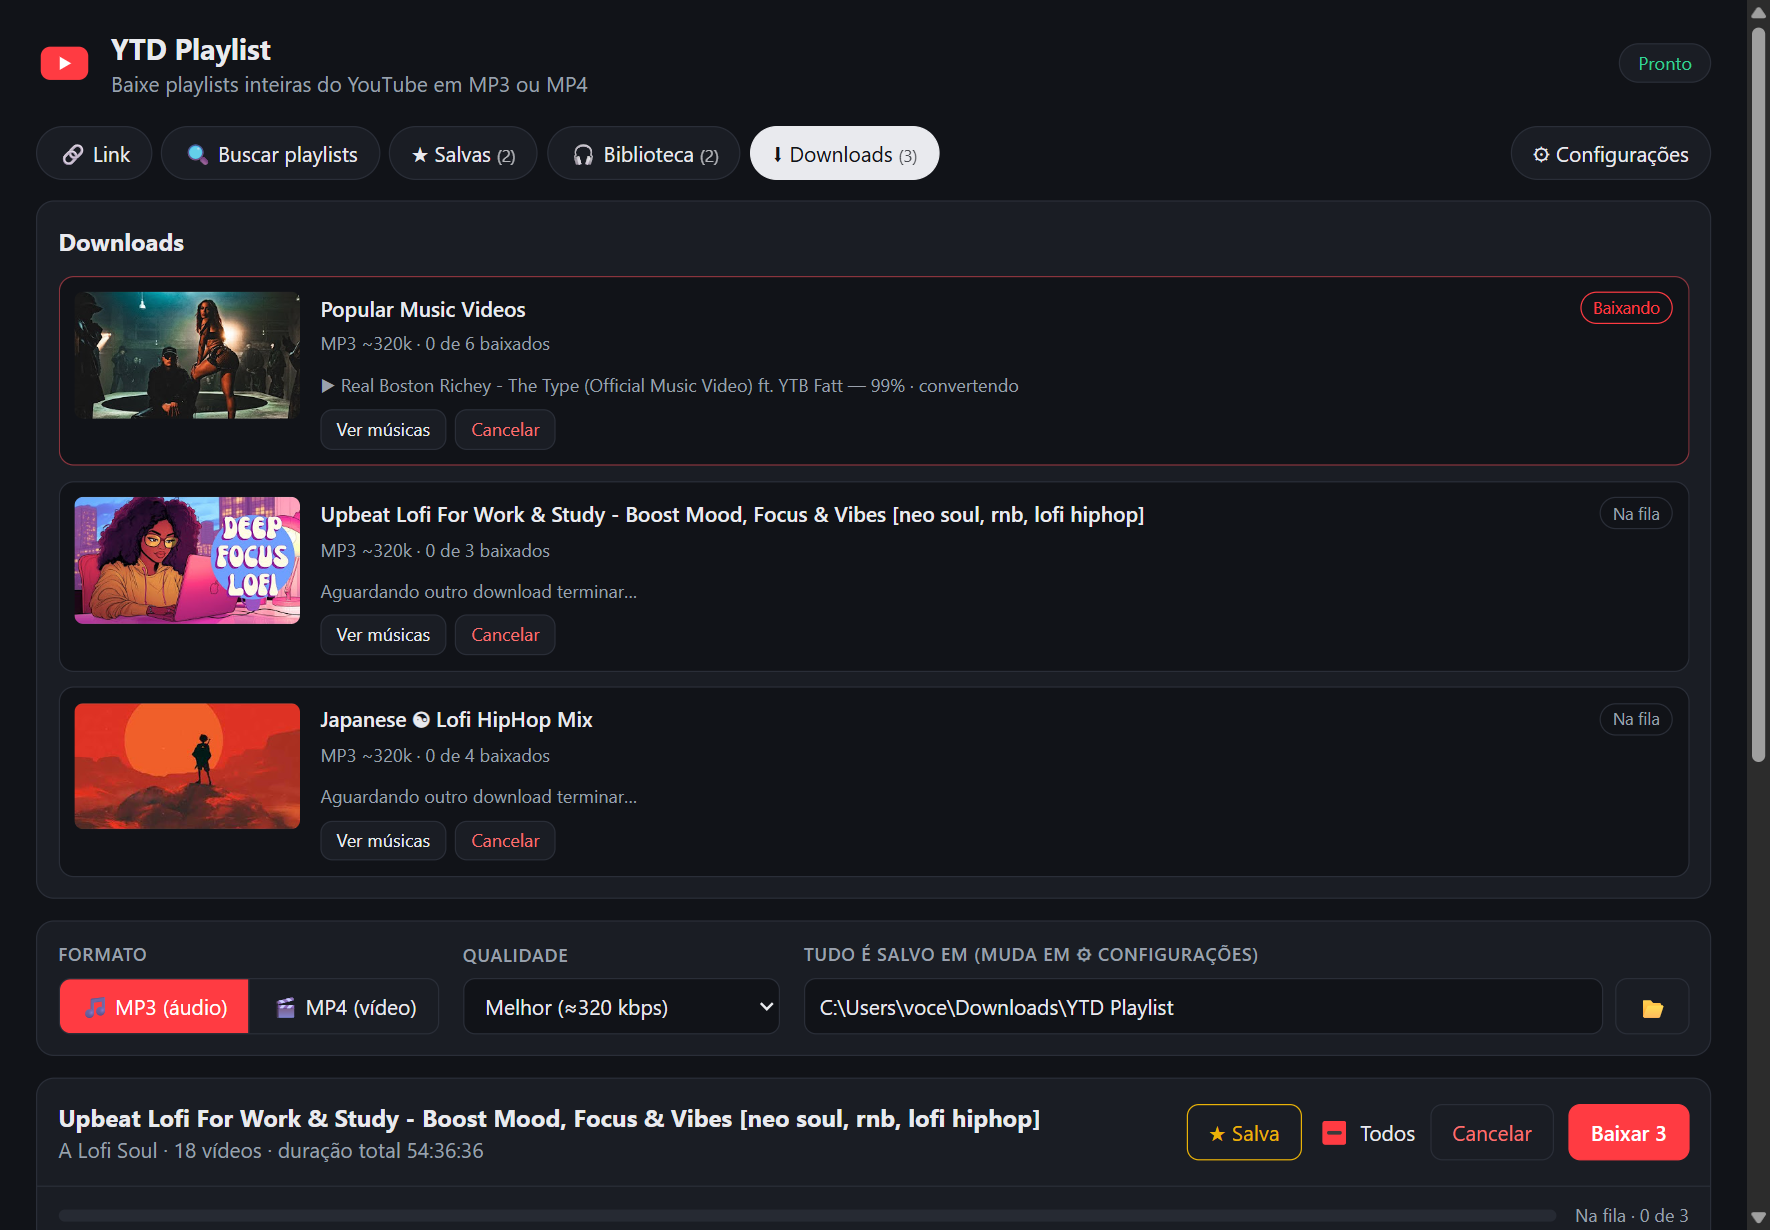 YTD Playlist
Baixe playlists inteiras do YouTube em MP3 ou MP4
Pronto
🔗 Link
🔍 Buscar playlists
★ Salvas (2)
🎧 Biblioteca (2)
⬇ Downloads (3)
⚙ Configurações
Downloads
Popular Music Videos
Baixando
MP3 ~320k · 0 de 6 baixados
▶ Real Boston Richey - The Type (Official Music Video) ft. YTB Fatt — 99% · convertendo
Ver músicas
Cancelar
DEEP
FOCUS
LOFI
Upbeat Lofi For Work & Study - Boost Mood, Focus & Vibes [neo soul, rnb, lofi hiphop]
Na fila
MP3 ~320k · 0 de 3 baixados
Aguardando outro download terminar...
Ver músicas
Cancelar
Japanese ☯ Lofi HipHop Mix
Na fila
MP3 ~320k · 0 de 4 baixados
Aguardando outro download terminar...
Ver músicas
Cancelar
FORMATO
🎵 MP3 (áudio)
🎬 MP4 (vídeo)
QUALIDADE
Melhor (≈320 kbps)
TUDO É SALVO EM (MUDA EM ⚙ CONFIGURAÇÕES)
C:\Users\voce\Downloads\YTD Playlist
Upbeat Lofi For Work & Study - Boost Mood, Focus & Vibes [neo soul, rnb, lofi hiphop]
A Lofi Soul · 18 vídeos · duração total 54:36:36
★ Salva
Todos
Cancelar
Baixar 3
Na fila · 0 de 3